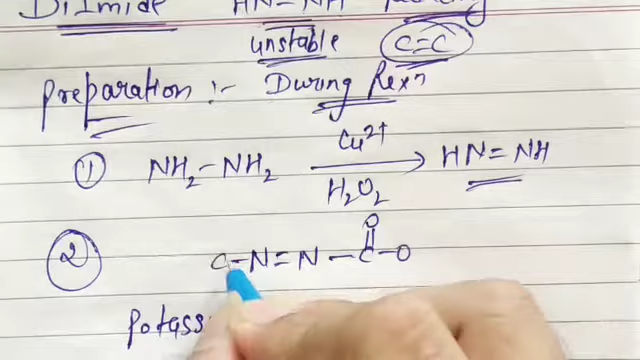 Diimide HN=NH
unstable C=C
Preparation :- During Rexn
① NH2-NH2 Cu2+ H2O2 HN=NH
② C-N=N-C-O
O
Potass